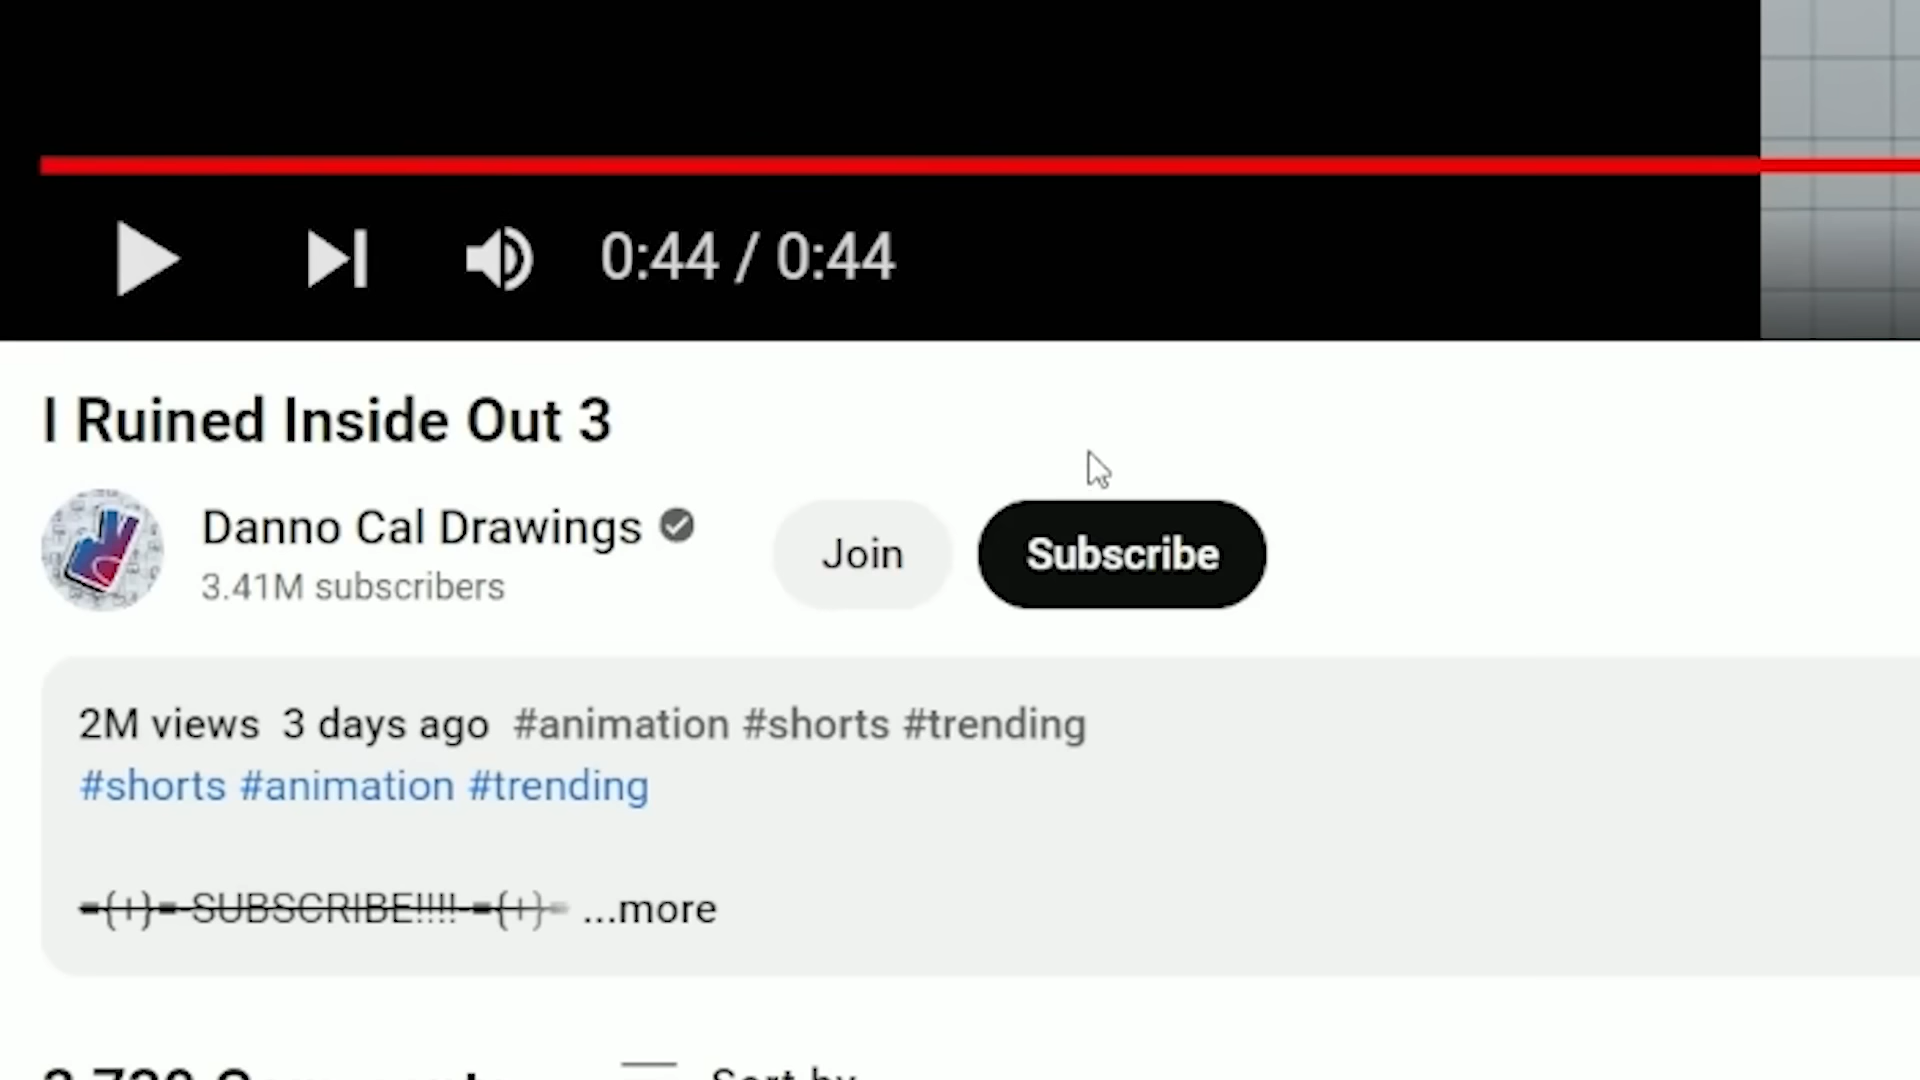 0:44 / 0:44
I Ruined Inside Out 3
Danno Cal Drawings
3.41M subscribers
Join
Subscribe
2M views 3 days ago #animation #shorts #trending
#shorts #animation #trending
=(+)= SUBSCRIBE!!!! =(+)= ...more
Sort by